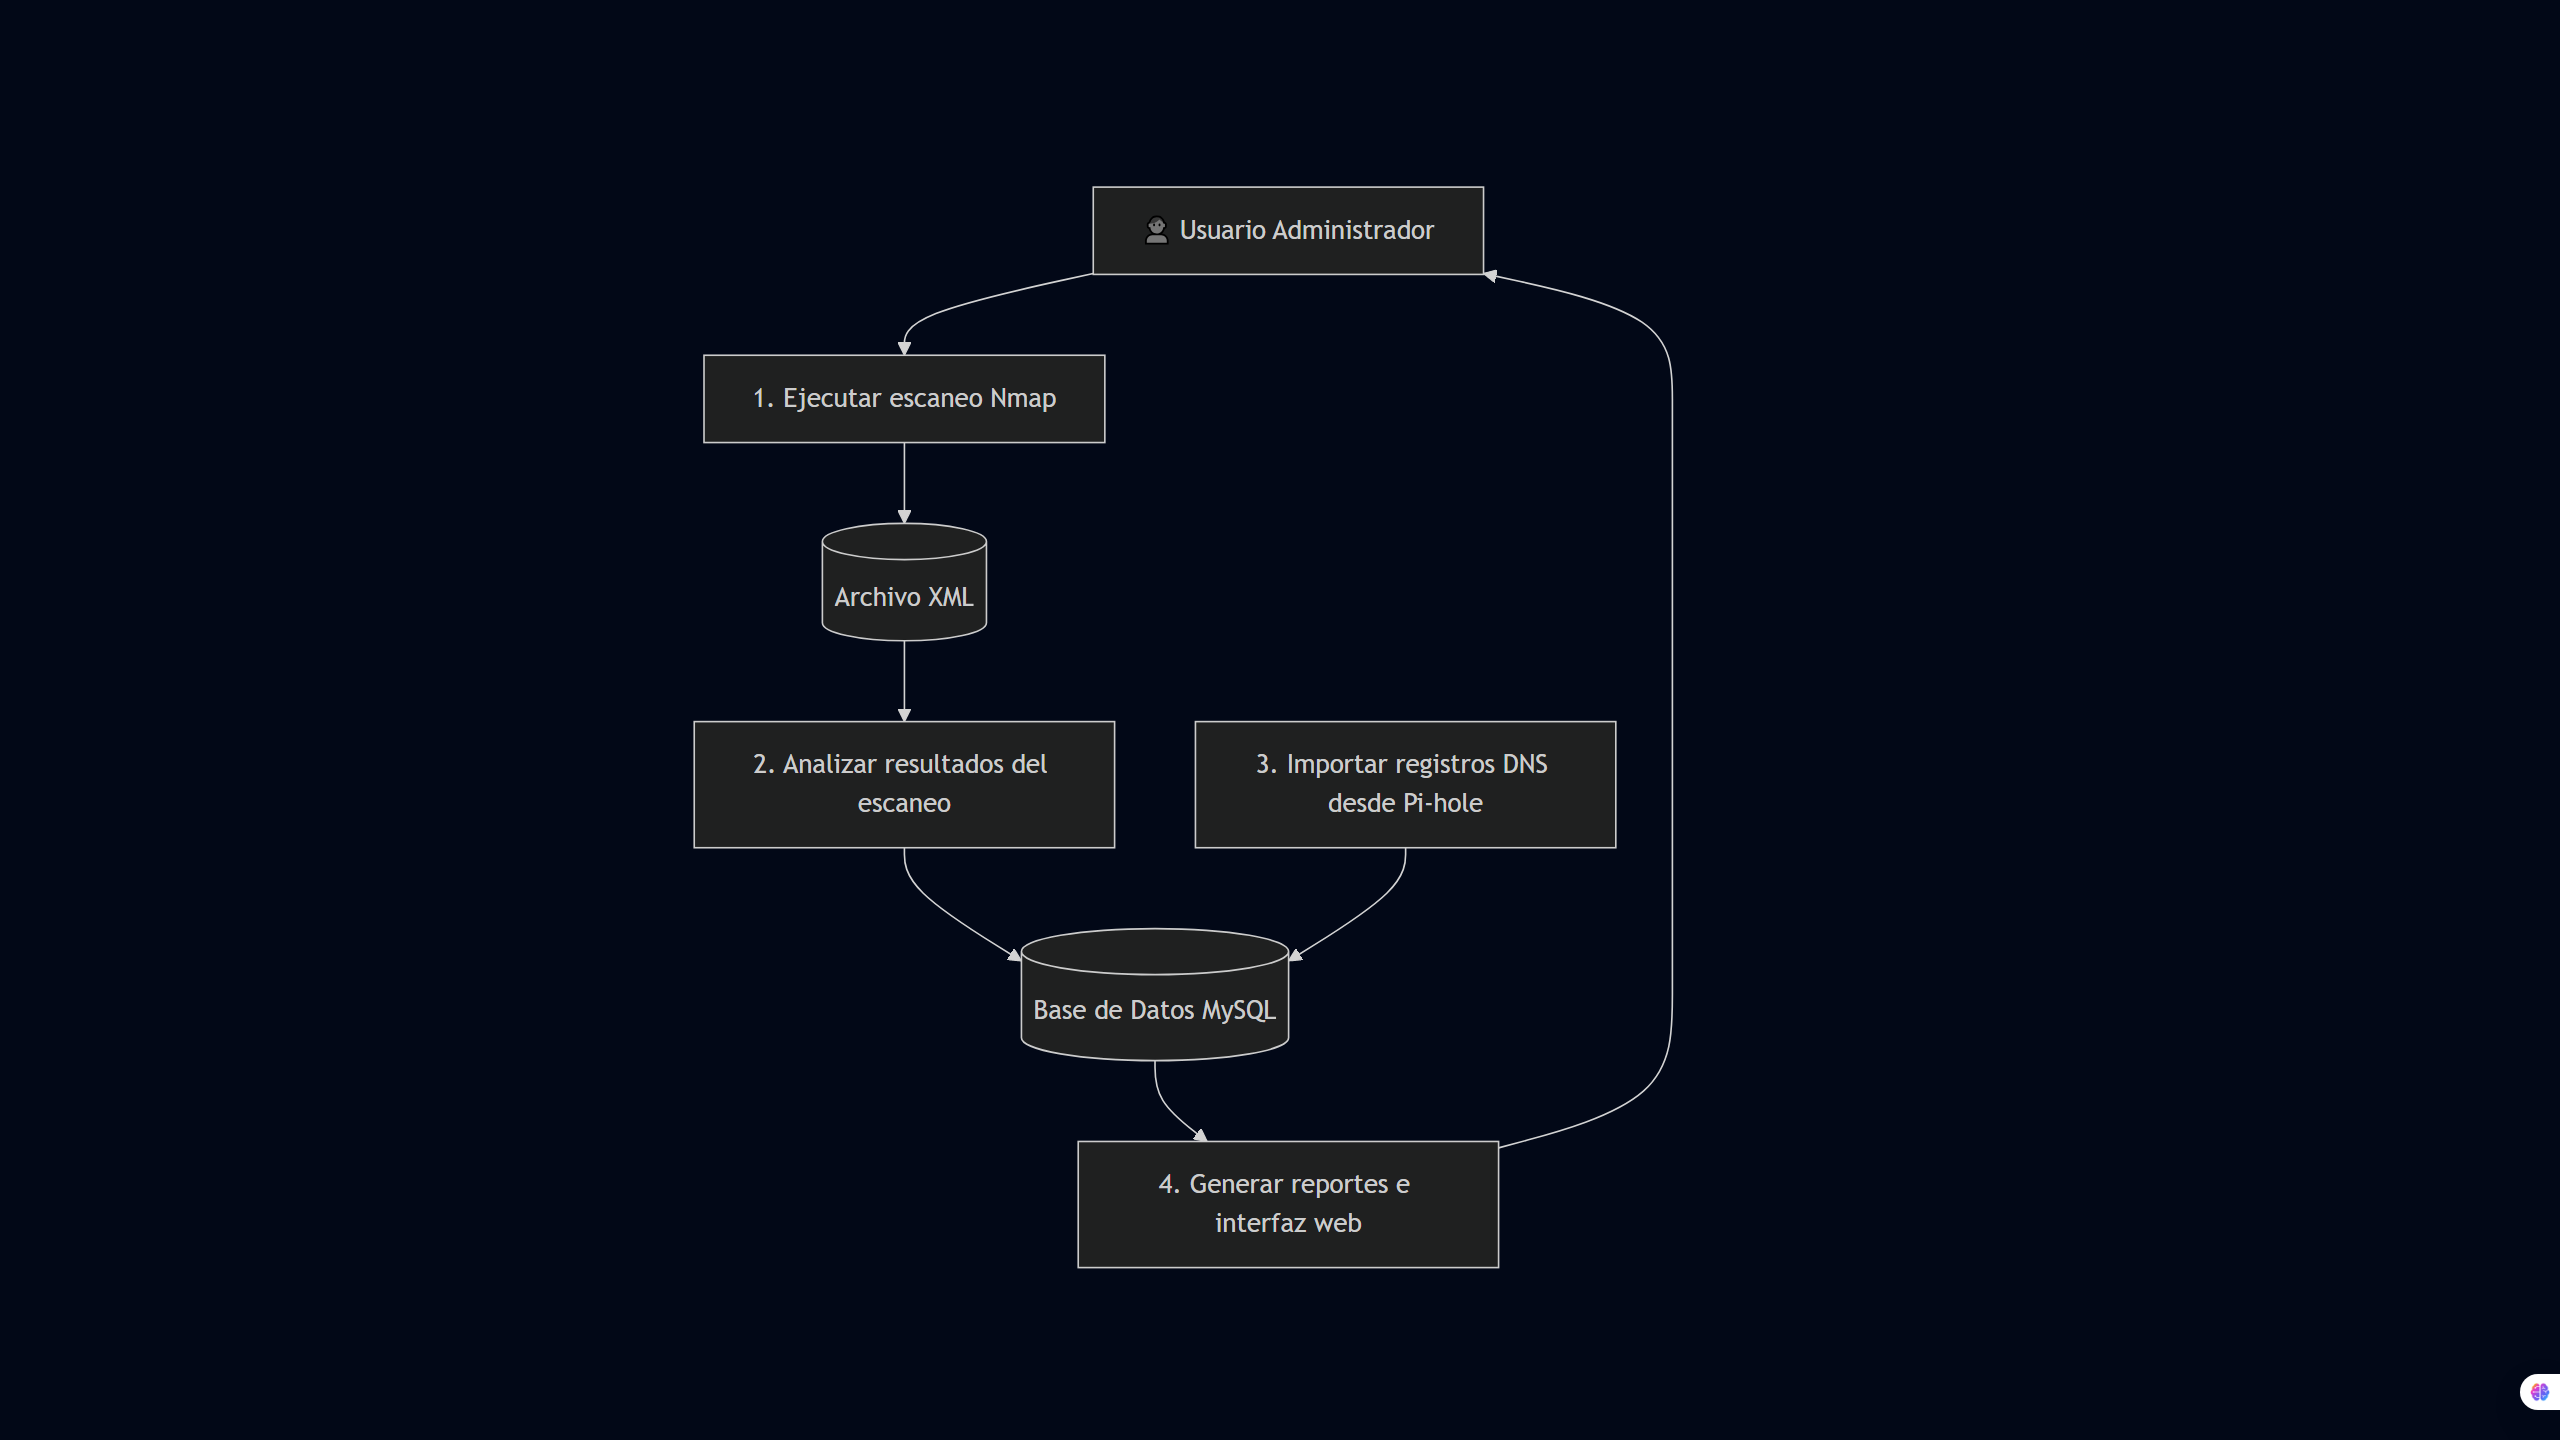 Usuario Administrador
1. Ejecutar escaneo Nmap
Archivo XML
2. Analizar resultados del
escaneo
3. Importar registros DNS
desde Pi-hole
Base de Datos MySQL
4. Generar reportes e
interfaz web